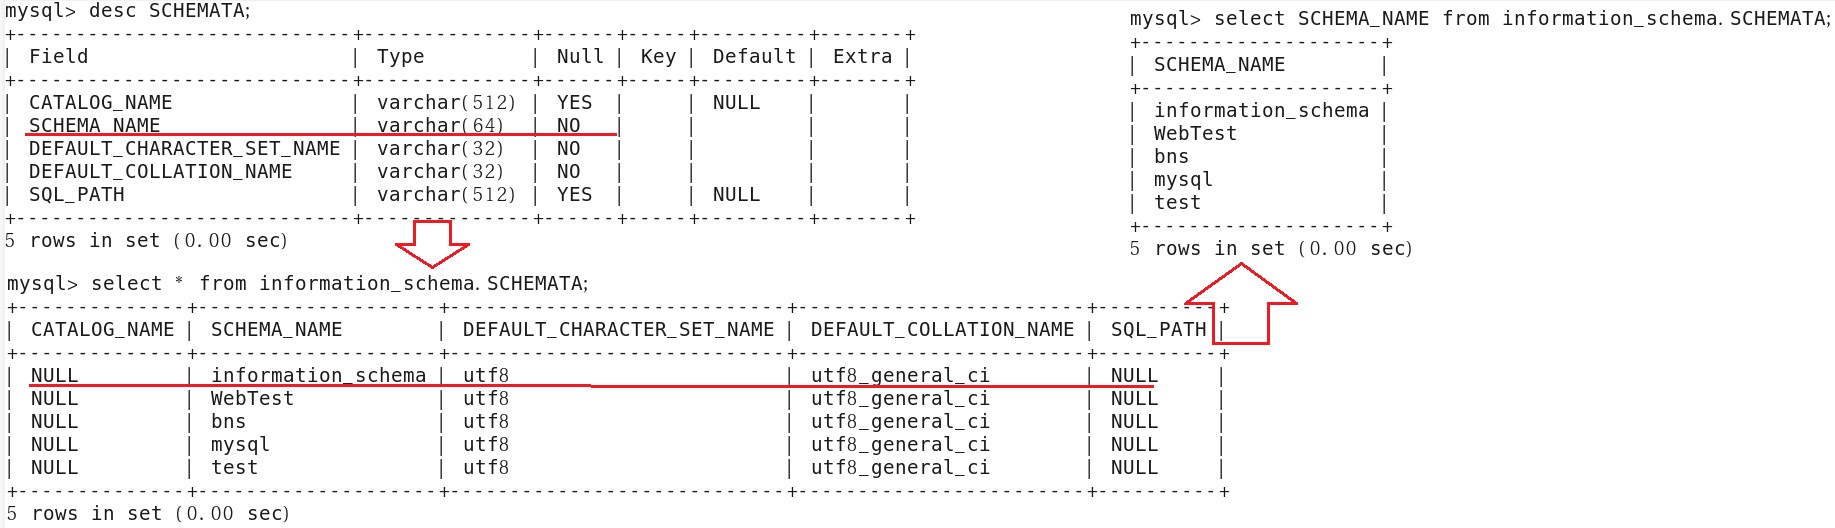 mysql> desc SCHEMATA;
+----------------------------+--------------+------+-----+---------+-------+
| Field                      | Type         | Null | Key | Default | Extra |
+----------------------------+--------------+------+-----+---------+-------+
| CATALOG_NAME               | varchar(512) | YES  |     | NULL    |       |
| SCHEMA_NAME                | varchar(64)  | NO   |     |         |       |
| DEFAULT_CHARACTER_SET_NAME | varchar(32)  | NO   |     |         |       |
| DEFAULT_COLLATION_NAME     | varchar(32)  | NO   |     |         |       |
| SQL_PATH                   | varchar(512) | YES  |     | NULL    |       |
+----------------------------+--------------+------+-----+---------+-------+
5 rows in set (0.00 sec)
mysql> select * from information_schema.SCHEMATA;
+--------------+--------------------+----------------------------+------------------------+----------+
| CATALOG_NAME | SCHEMA_NAME        | DEFAULT_CHARACTER_SET_NAME | DEFAULT_COLLATION_NAME | SQL_PATH |
+--------------+--------------------+----------------------------+------------------------+----------+
| NULL         | information_schema | utf8                       | utf8_general_ci        | NULL     |
| NULL         | WebTest            | utf8                       | utf8_general_ci        | NULL     |
| NULL         | bns                | utf8                       | utf8_general_ci        | NULL     |
| NULL         | mysql              | utf8                       | utf8_general_ci        | NULL     |
| NULL         | test               | utf8                       | utf8_general_ci        | NULL     |
+--------------+--------------------+----------------------------+------------------------+----------+
5 rows in set (0.00 sec)
mysql> select SCHEMA_NAME from information_schema.SCHEMATA;
+--------------------+
| SCHEMA_NAME        |
+--------------------+
| information_schema |
| WebTest            |
| bns                |
| mysql              |
| test               |
+--------------------+
5 rows in set (0.00 sec)